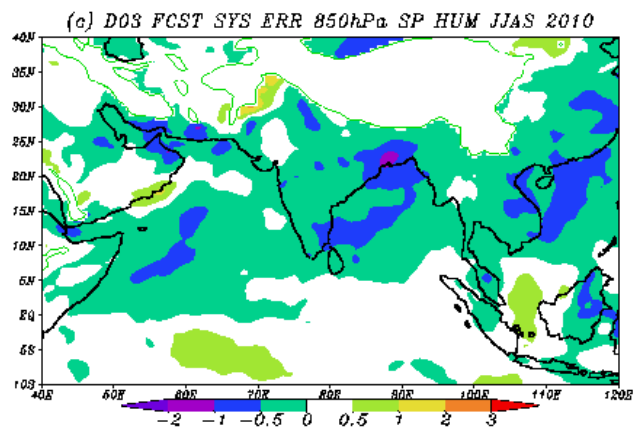 (c) D03 FCST SYS ERR 850hPa SP HUM JJAS 2010
40N
35N
30N
25N
20N
15N
10N
5N
EQ
5S
10S
40E 50E 60E 70E 80E 90E 100E 110E 120E
-2 -1 -0.5 0 0.5 1 2 3